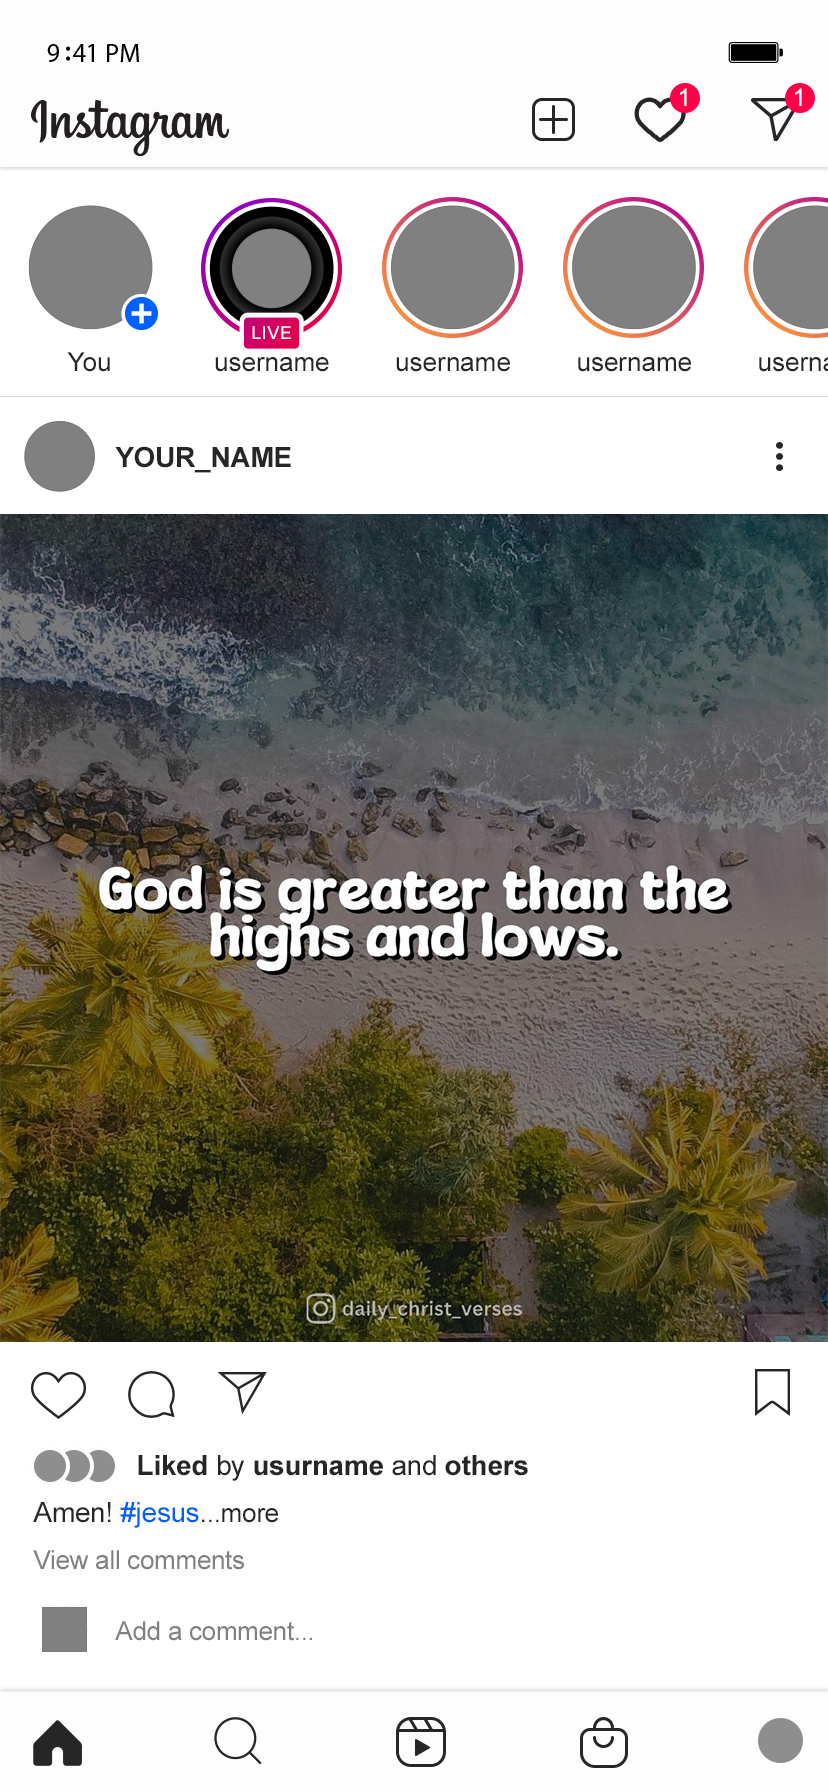 9:41 PM
Instagram
1
1
LIVE
You
username
username
username
userna
YOUR_NAME
God is greater than the
highs and lows.
daily_christ_verses
Liked by usurname and others
Amen! #jesus...more
View all comments
Add a comment...